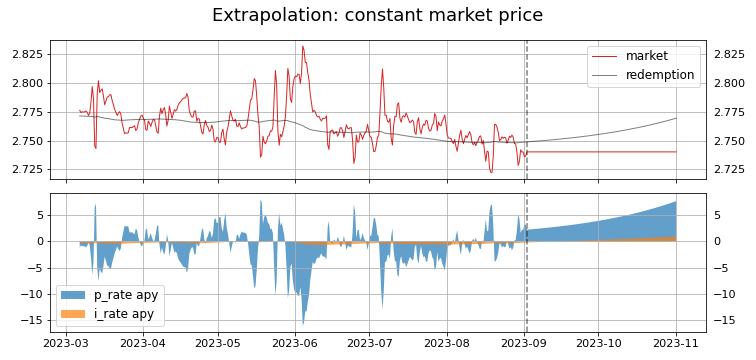 Extrapolation: constant market price
2.825 2.825
2.800 2.800
2.775 2.775
2.750 2.750
2.725 2.725
market
redemption
5
0
−5
−10
−15
5
0
−5
−10
−15
p_rate apy
i_rate apy
2023-03 2023-04 2023-05 2023-06 2023-07 2023-08 2023-09 2023-10 2023-11